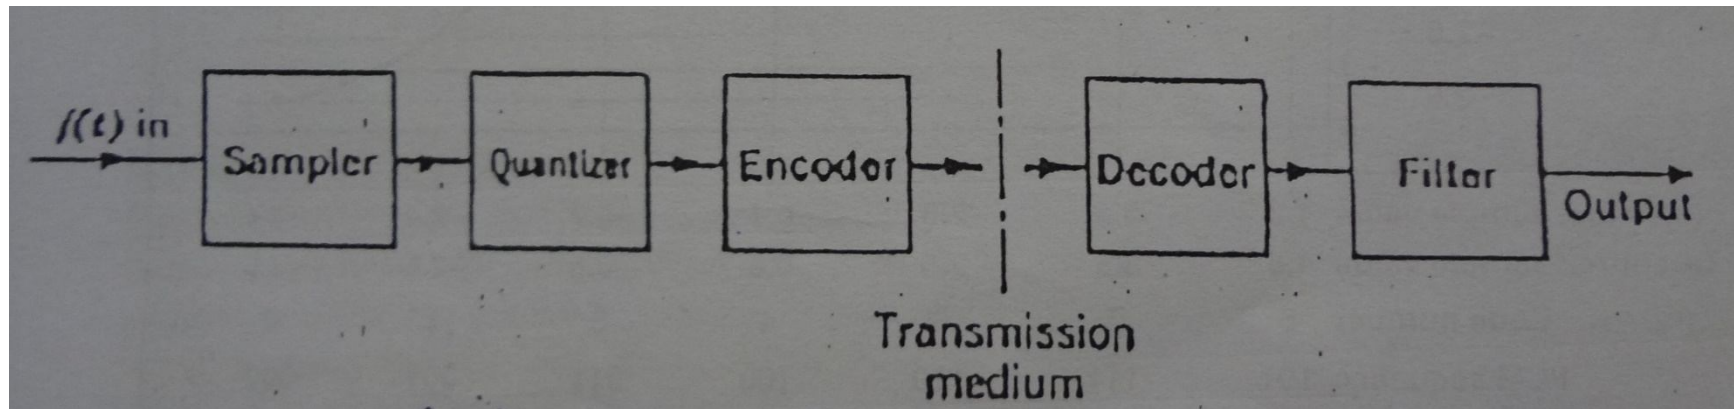 f(t) in
Sampler
Quantizer
Encoder
Decoder
Filter
Output
Transmission
medium